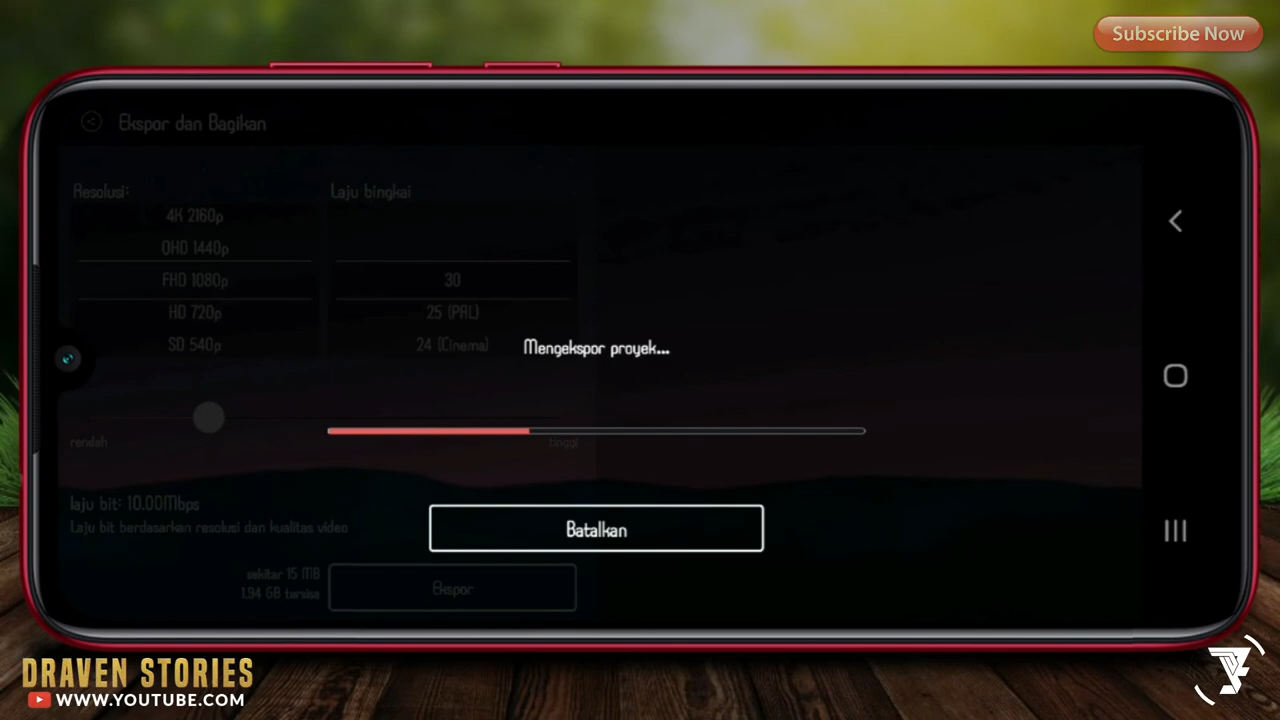 Subscribe Now
Ekspor dan Bagikan
Resolusi:
Laju bingkai
4K 2160p
QHD 1440p
FHD 1080p
30
HD 720p
25 (PAL)
SD 540p
24 (Cinema)
Mengekspor proyek...
rendah
tinggi
laju bit: 10.00Mbps
Laju bit berdasarkan resolusi dan kualitas video
Batalkan
sekitar 15 MB
1.94 GB tersisa
Ekspor
DRAVEN STORIES
WWW.YOUTUBE.COM